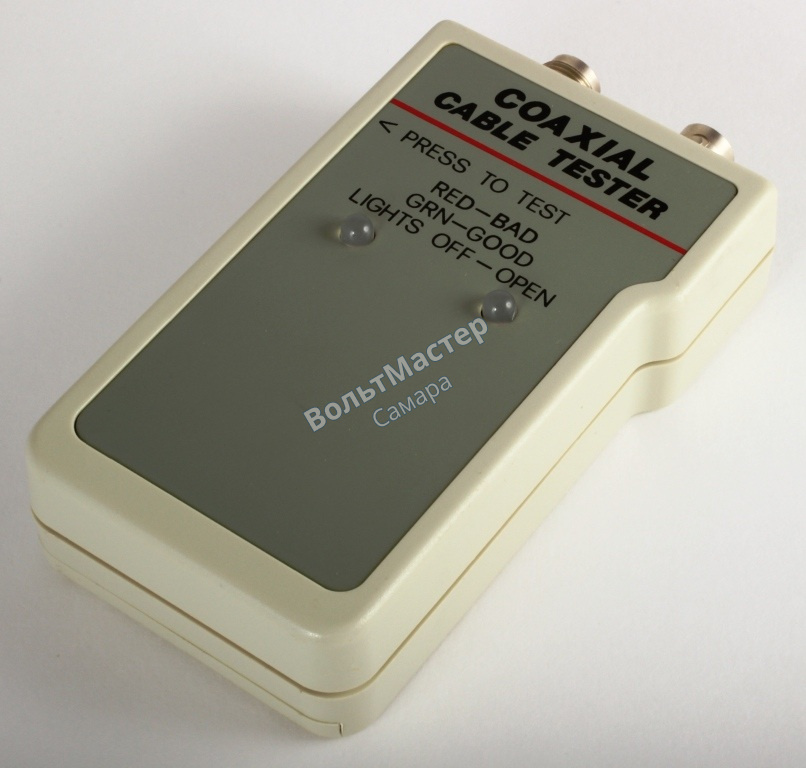 COAXIAL
CABLE TESTER
< PRESS TO TEST
RED—BAD
GRN—GOOD
LIGHTS OFF—OPEN
ВольтМастер
Самара